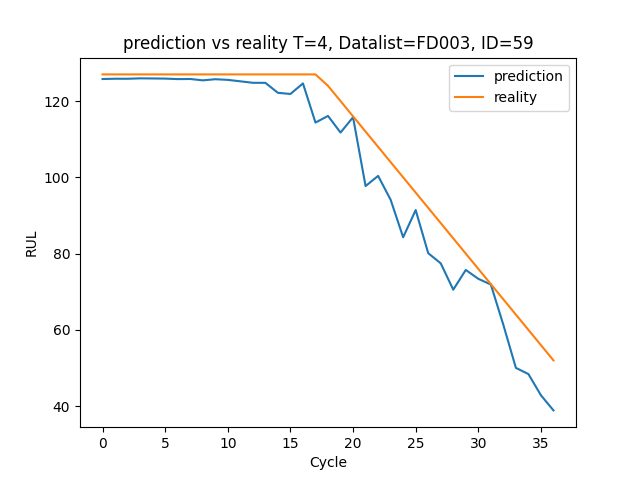 prediction vs reality T=4, Datalist=FD003, ID=59
prediction
reality
120
100
80
60
40
RUL
0 5 10 15 20 25 30 35
Cycle